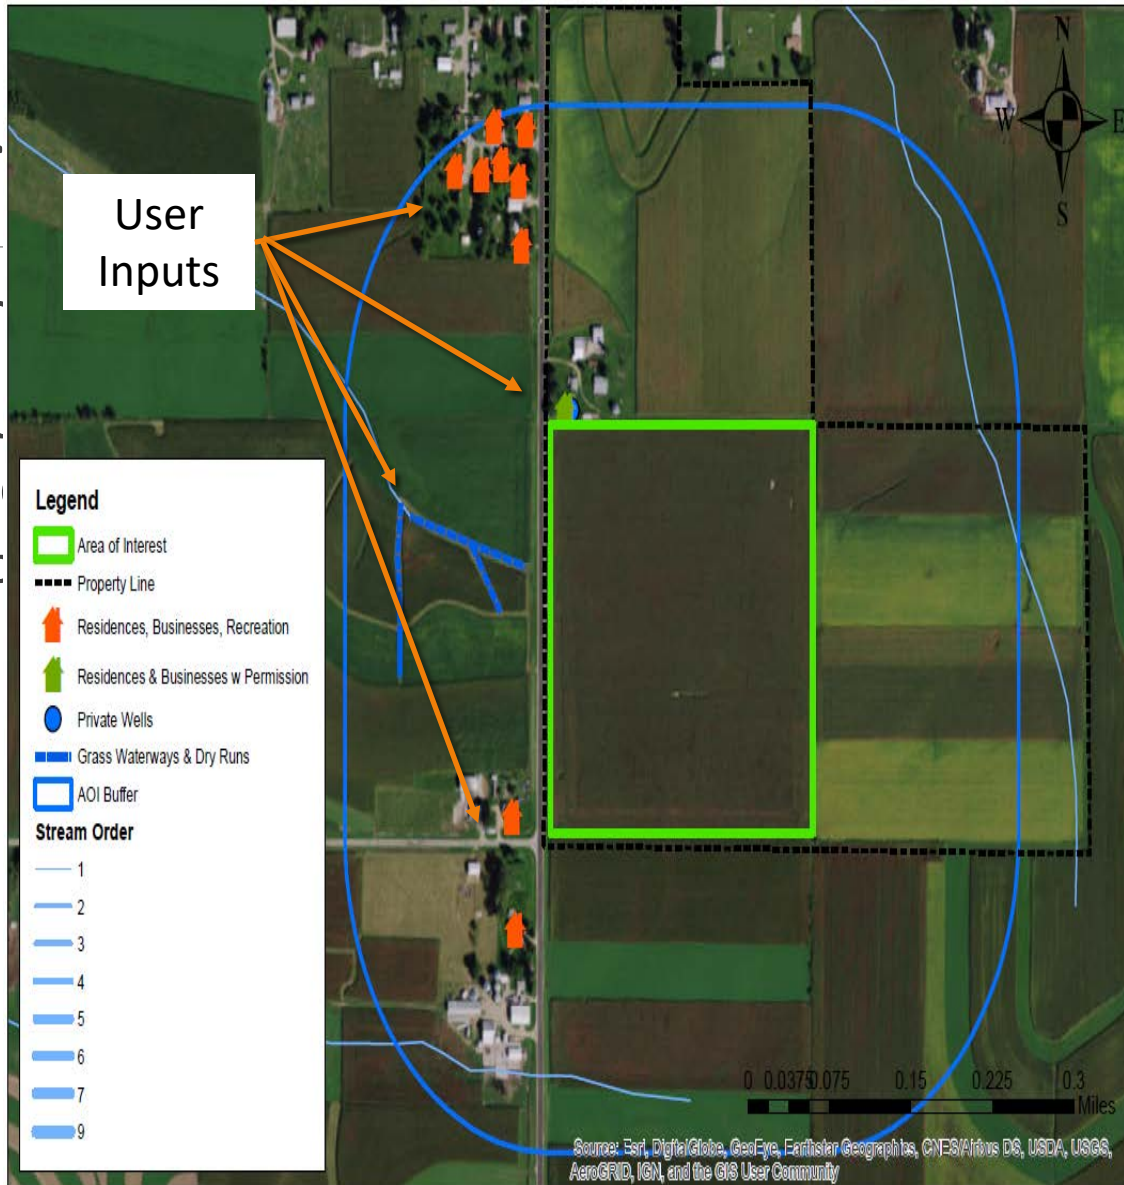 N
W
E
S
User
Inputs
Legend
Area of Interest
Property Line
Residences, Businesses, Recreation
Residences & Businesses w Permission
Private Wells
Grass Waterways & Dry Runs
AOI Buffer
Stream Order
1
2
3
4
5
6
7
9
0 0.0375 0.075 0.15 0.225 0.3
Miles
Source: Esri, DigitalGlobe, GeoEye, Earthstar Geographics, CNES/Airbus DS, USDA, USGS,
AeroGRID, IGN, and the GIS User Community